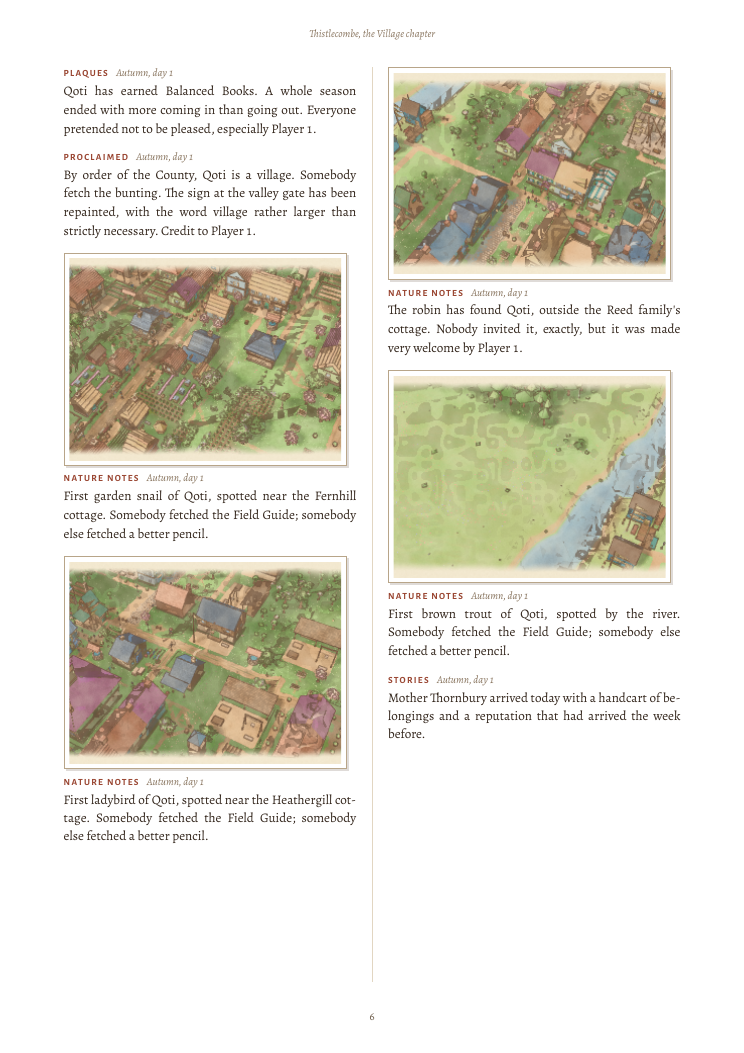 Thistlecombe, the Village chapter
PLAQUES Autumn, day 1
Qoti has earned Balanced Books. A whole season
ended with more coming in than going out. Everyone
pretended not to be pleased, especially Player 1.
PROCLAIMED Autumn, day 1
By order of the County, Qoti is a village. Somebody
fetch the bunting. The sign at the valley gate has been
repainted, with the word village rather larger than
strictly necessary. Credit to Player 1.
NATURE NOTES Autumn, day 1
First garden snail of Qoti, spotted near the Fernhill
cottage. Somebody fetched the Field Guide; somebody
else fetched a better pencil.
NATURE NOTES Autumn, day 1
First ladybird of Qoti, spotted near the Heathergill cot-
tage. Somebody fetched the Field Guide; somebody
else fetched a better pencil.
NATURE NOTES Autumn, day 1
The robin has found Qoti, outside the Reed family's
cottage. Nobody invited it, exactly, but it was made
very welcome by Player 1.
NATURE NOTES Autumn, day 1
First brown trout of Qoti, spotted by the river.
Somebody fetched the Field Guide; somebody else
fetched a better pencil.
STORIES Autumn, day 1
Mother Thornbury arrived today with a handcart of be-
longings and a reputation that had arrived the week
before.
6